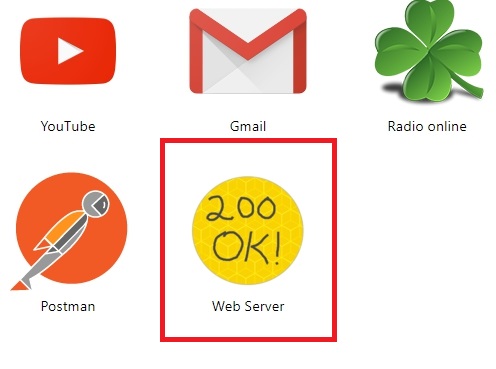 YouTube
Gmail
Radio online
200
OK!
Postman
Web Server